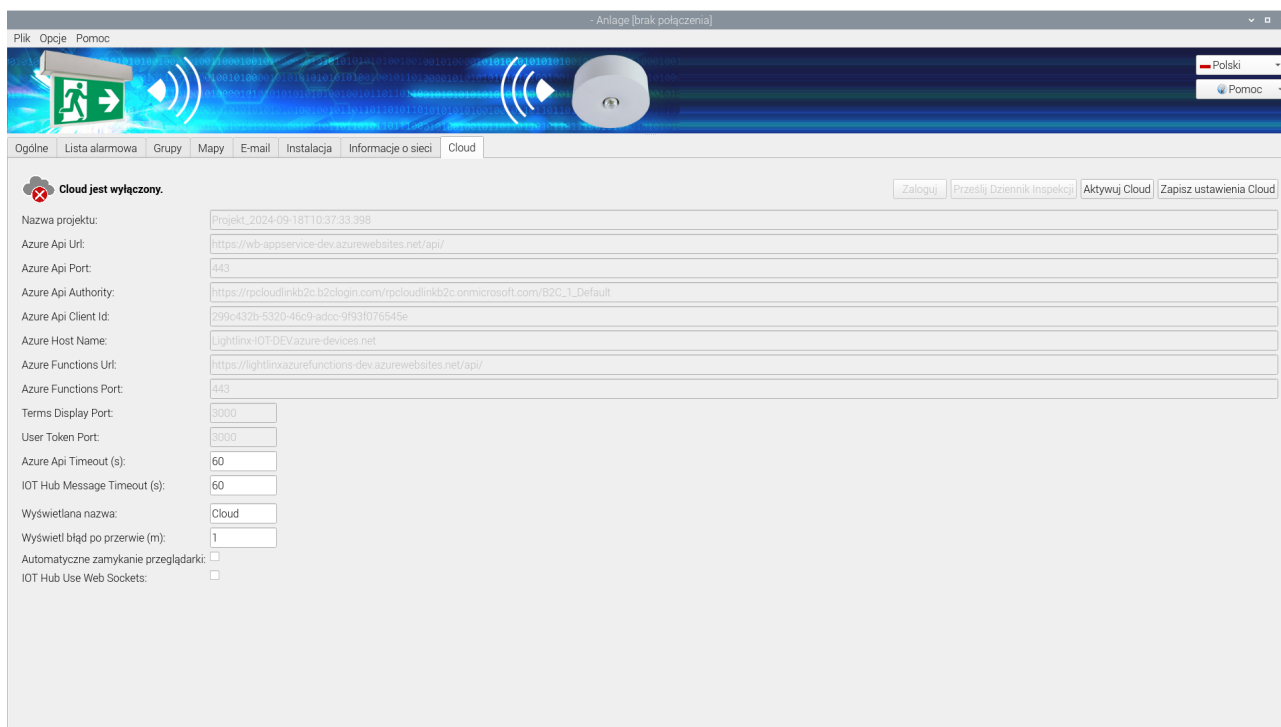 - Anlage [brak połączenia]
Plik Opcje Pomoc
Polski
Pomoc
Ogólne Lista alarmowa Grupy Mapy E-mail Instalacja Informacje o sieci Cloud
Cloud jest wyłączony. Zaloguj Prześlij Dziennik Inspekcji Aktywuj Cloud Zapisz ustawienia Cloud
Nazwa projektu: Projekt_2024-09-18T10:37:33.398
Azure Api Url: https://wb-appservice-dev.azurewebsites.net/api/
Azure Api Port: 443
Azure Api Authority: https://rpcloudlinkb2c.b2clogin.com/rpcloudlinkb2c.onmicrosoft.com/B2C_1_Default
Azure Api Client Id: 299c432b-5320-46c9-adcc-9f93f076545e
Azure Host Name: Lightlinx-IOT-DEV.azure-devices.net
Azure Functions Url: https://lightlinxazurefunctions-dev.azurewebsites.net/api/
Azure Functions Port: 443
Terms Display Port: 3000
User Token Port: 3000
Azure Api Timeout (s): 60
IOT Hub Message Timeout (s): 60
Wyświetlana nazwa: Cloud
Wyświetl błąd po przerwie (m): 1
Automatyczne zamykanie przeglądarki:
IOT Hub Use Web Sockets: